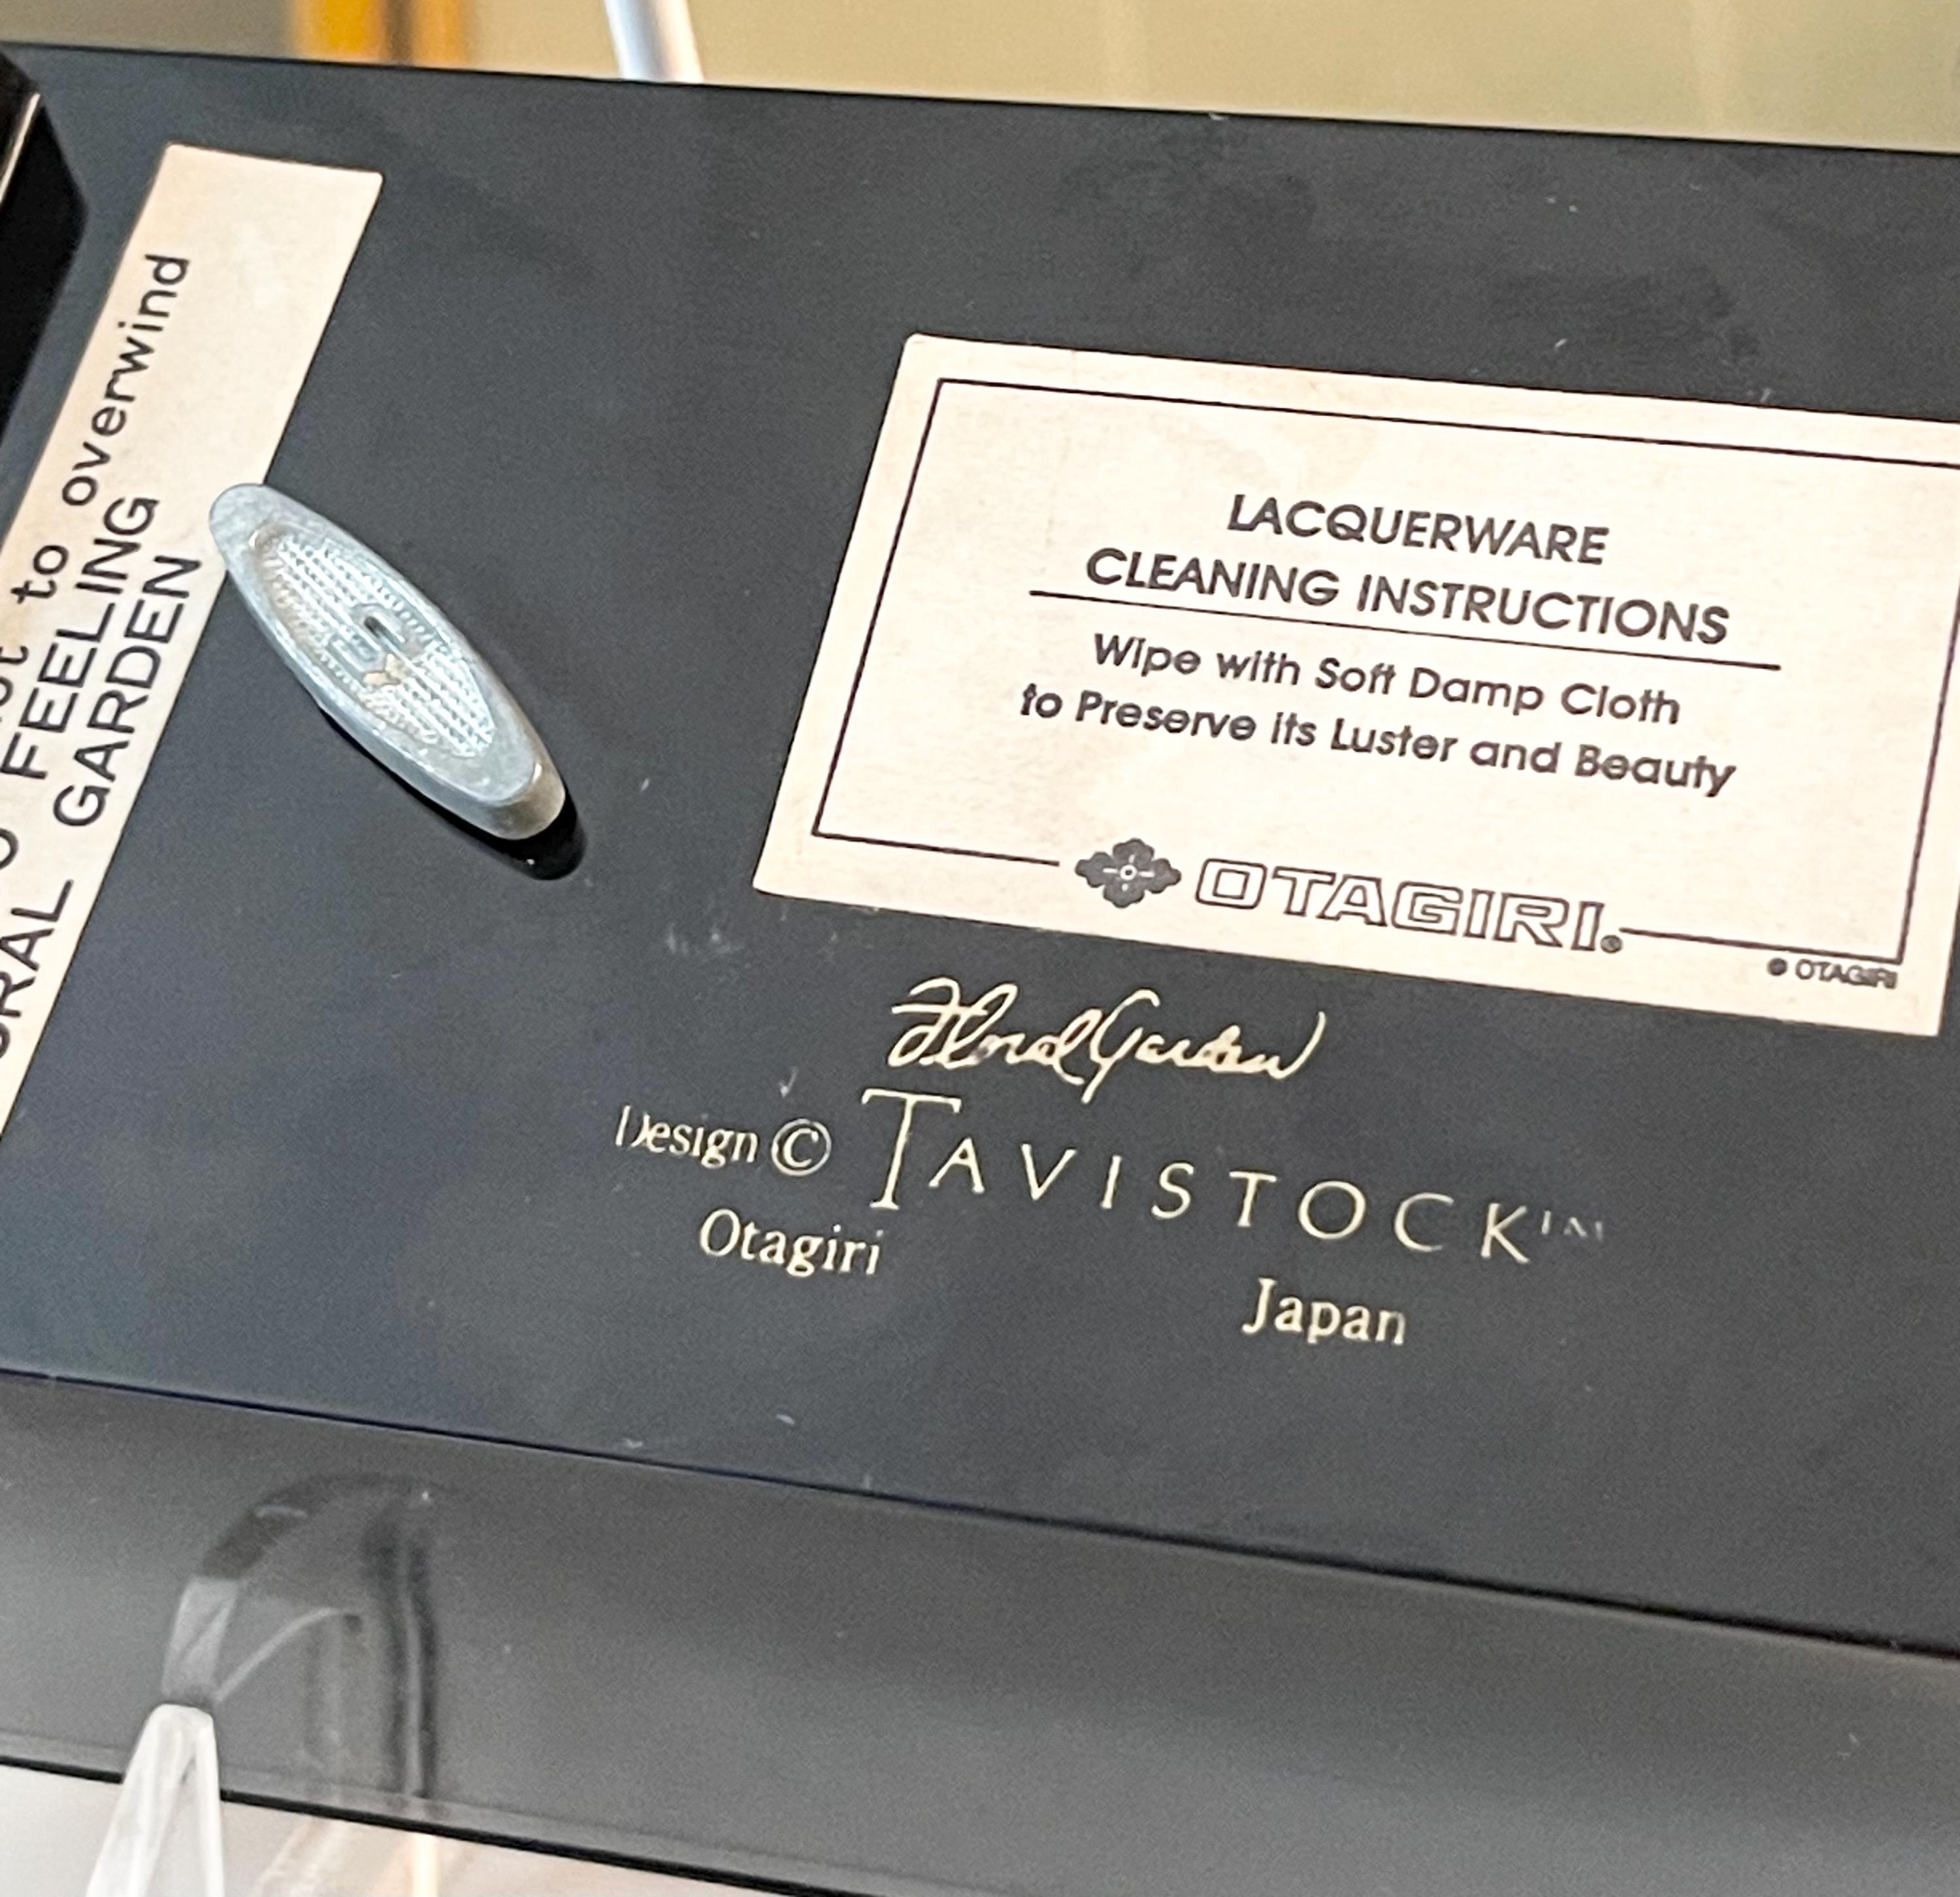 to overwind
FEELING
GARDEN
LACQUERWARE
CLEANING INSTRUCTIONS
Wipe with Soft Damp Cloth
to Preserve its Luster and Beauty
OTAGIRI®
© OTAGIRI
Floral Garden
Design © TAVISTOCK™
Otagiri Japan